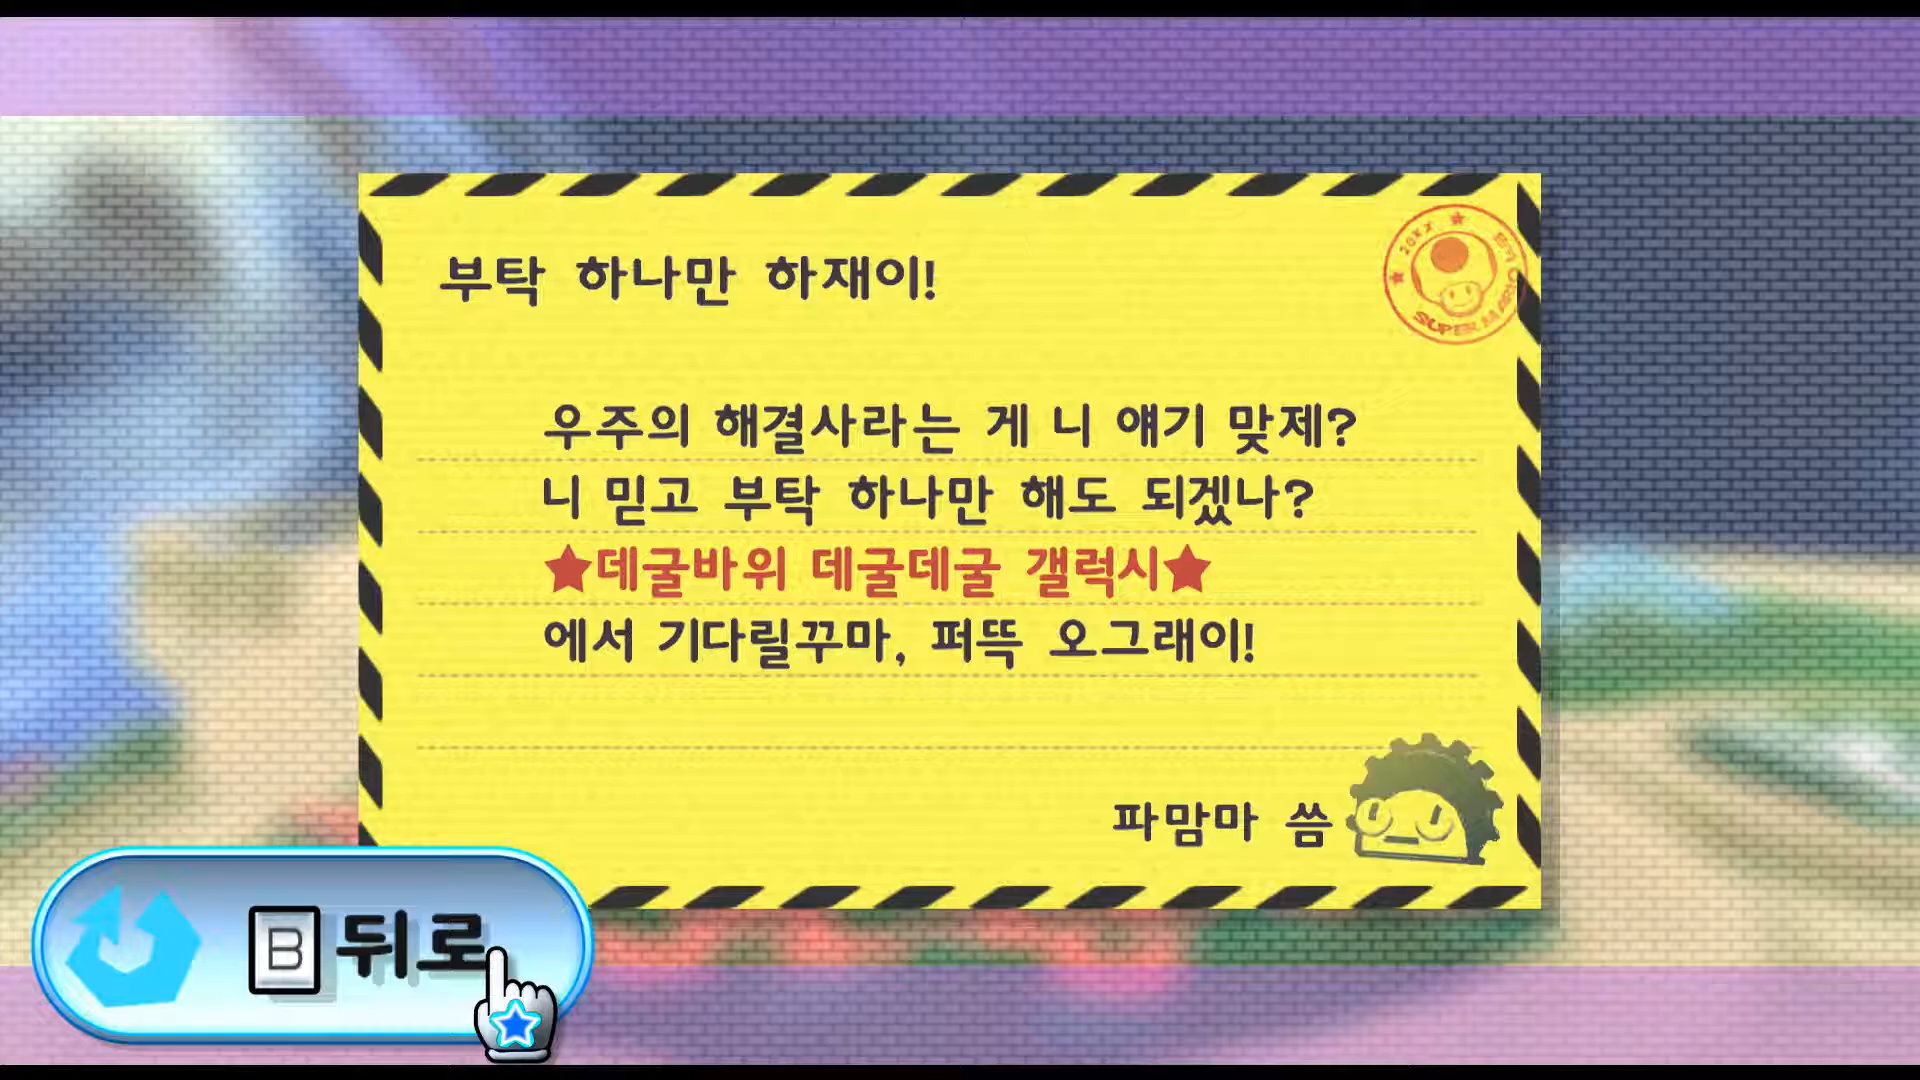 부탁 하나만 하재이!
20XX
SUPER MARIO
우주의 해결사라는 게 니 얘기 맞제?
니 믿고 부탁 하나만 해도 되겠나?
★데굴바위 데굴데굴 갤럭시★
에서 기다릴꾸마, 퍼뜩 오그래이!
파맘마 씀
B 뒤로